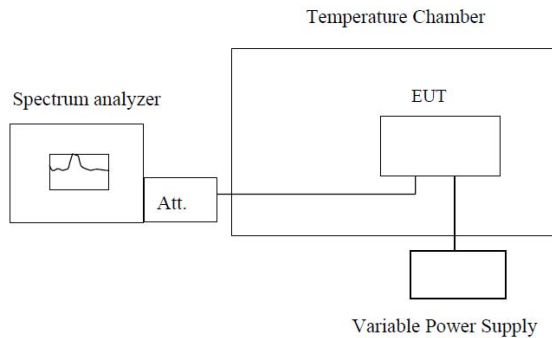 Temperature Chamber
Spectrum analyzer
EUT
Att.
Variable Power Supply